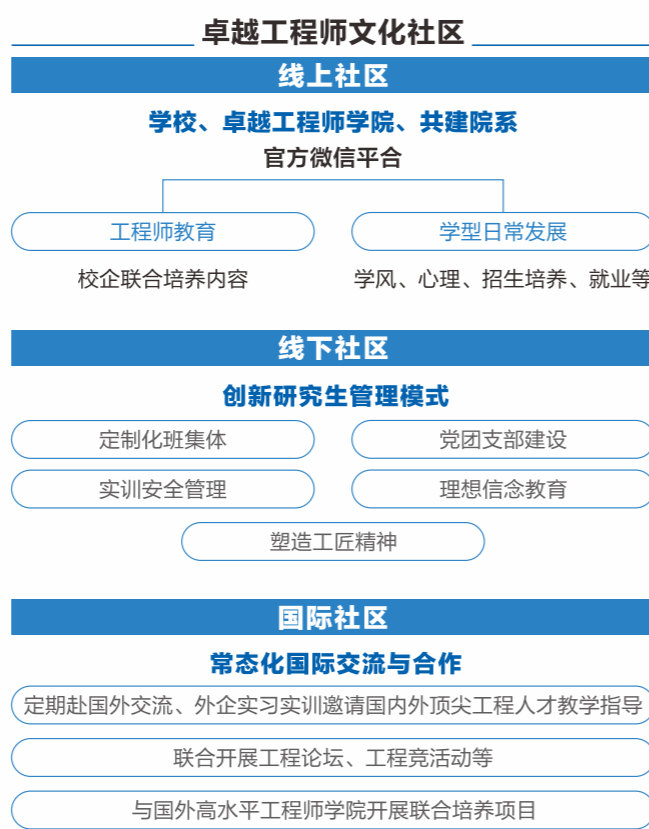 卓越工程师文化社区
线上社区
学校、卓越工程师学院、共建院系
官方微信平合
工程师教育
学型日常发展
校企联合培养内容
学风、心理、招生培养、就业等
线下社区
创新研究生管理模式
定制化班集体
党团支部建设
实训安全管理
理想信念教育
塑造工匠精神
国际社区
常态化国际交流与合作
定期赴国外交流、外企实习实训邀请国内外顶尖工程人才教学指导
联合开展工程论坛、工程竞活动等
与国外高水平工程师学院开展联合培养项目